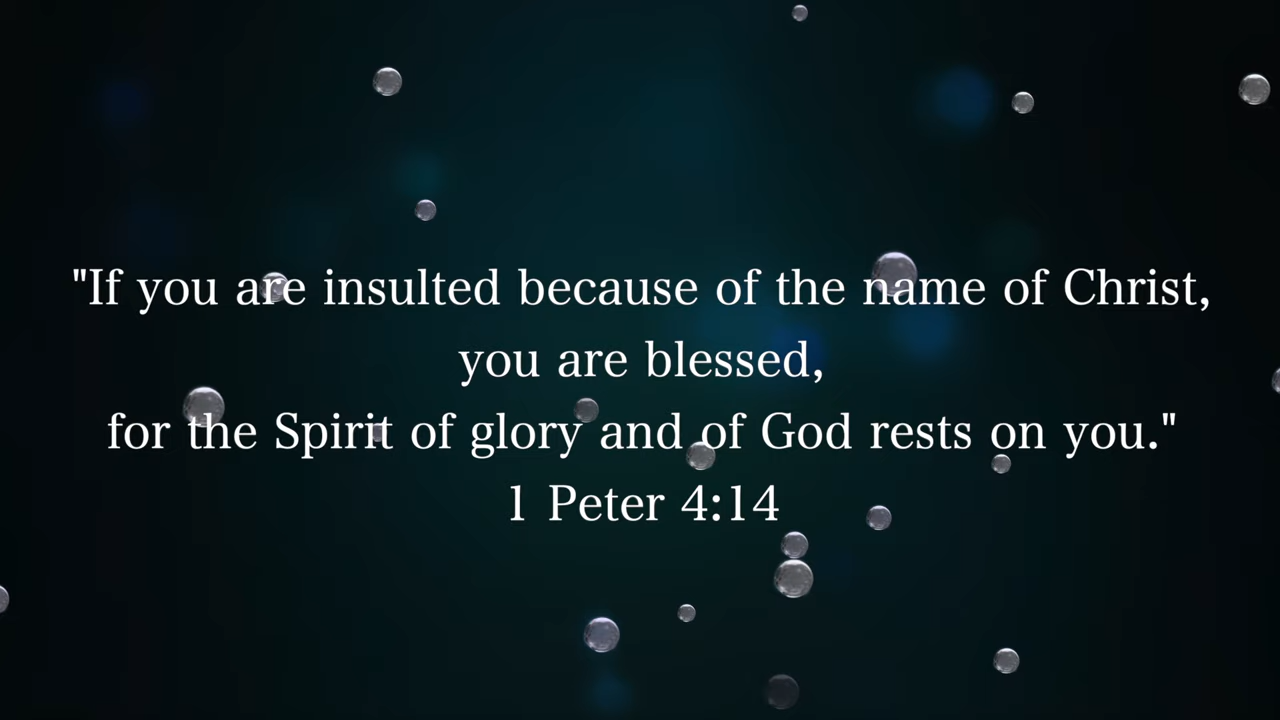 "If you are insulted because of the name of Christ,
you are blessed,
for the Spirit of glory and of God rests on you."
1 Peter 4:14